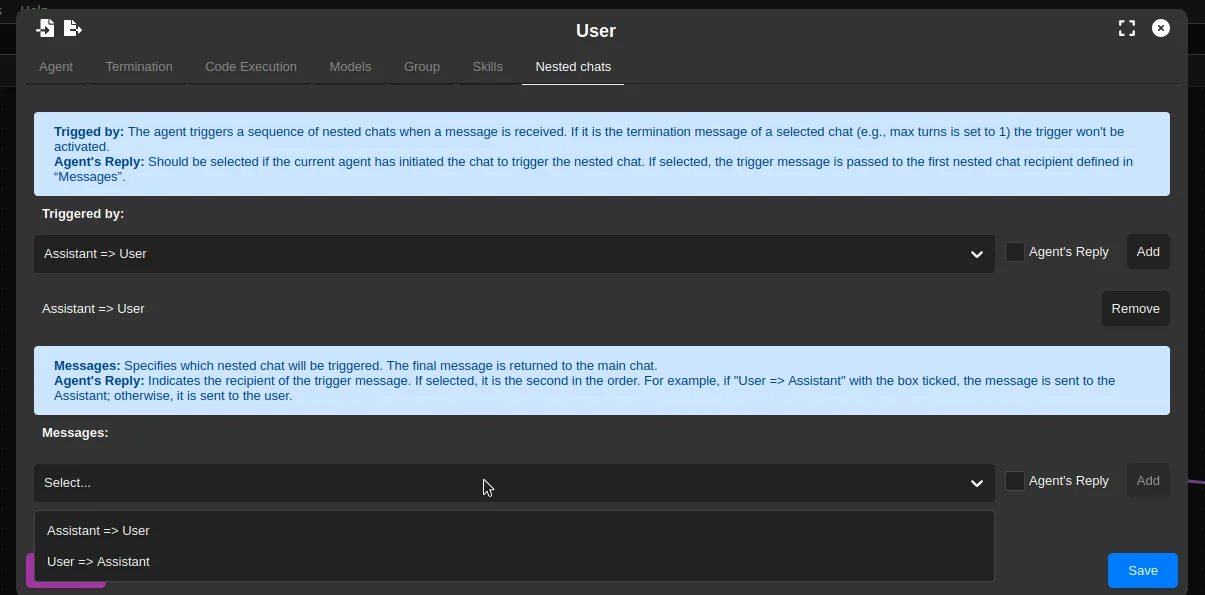 Help
User
Agent Termination Code Execution Models Group Skills Nested chats
Trigged by: The agent triggers a sequence of nested chats when a message is received. If it is the termination message of a selected chat (e.g., max turns is set to 1) the trigger won't be
activated.
Agent's Reply: Should be selected if the current agent has initiated the chat to trigger the nested chat. If selected, the trigger message is passed to the first nested chat recipient defined in
“Messages”.
Triggered by:
Assistant => User Agent's Reply Add
Assistant => User Remove
Messages: Specifies which nested chat will be triggered. The final message is returned to the main chat.
Agent's Reply: Indicates the recipient of the trigger message. If selected, it is the second in the order. For example, if "User => Assistant" with the box ticked, the message is sent to the
Assistant; otherwise, it is sent to the user.
Messages:
Select... Agent's Reply Add
Assistant => User
User => Assistant
Save